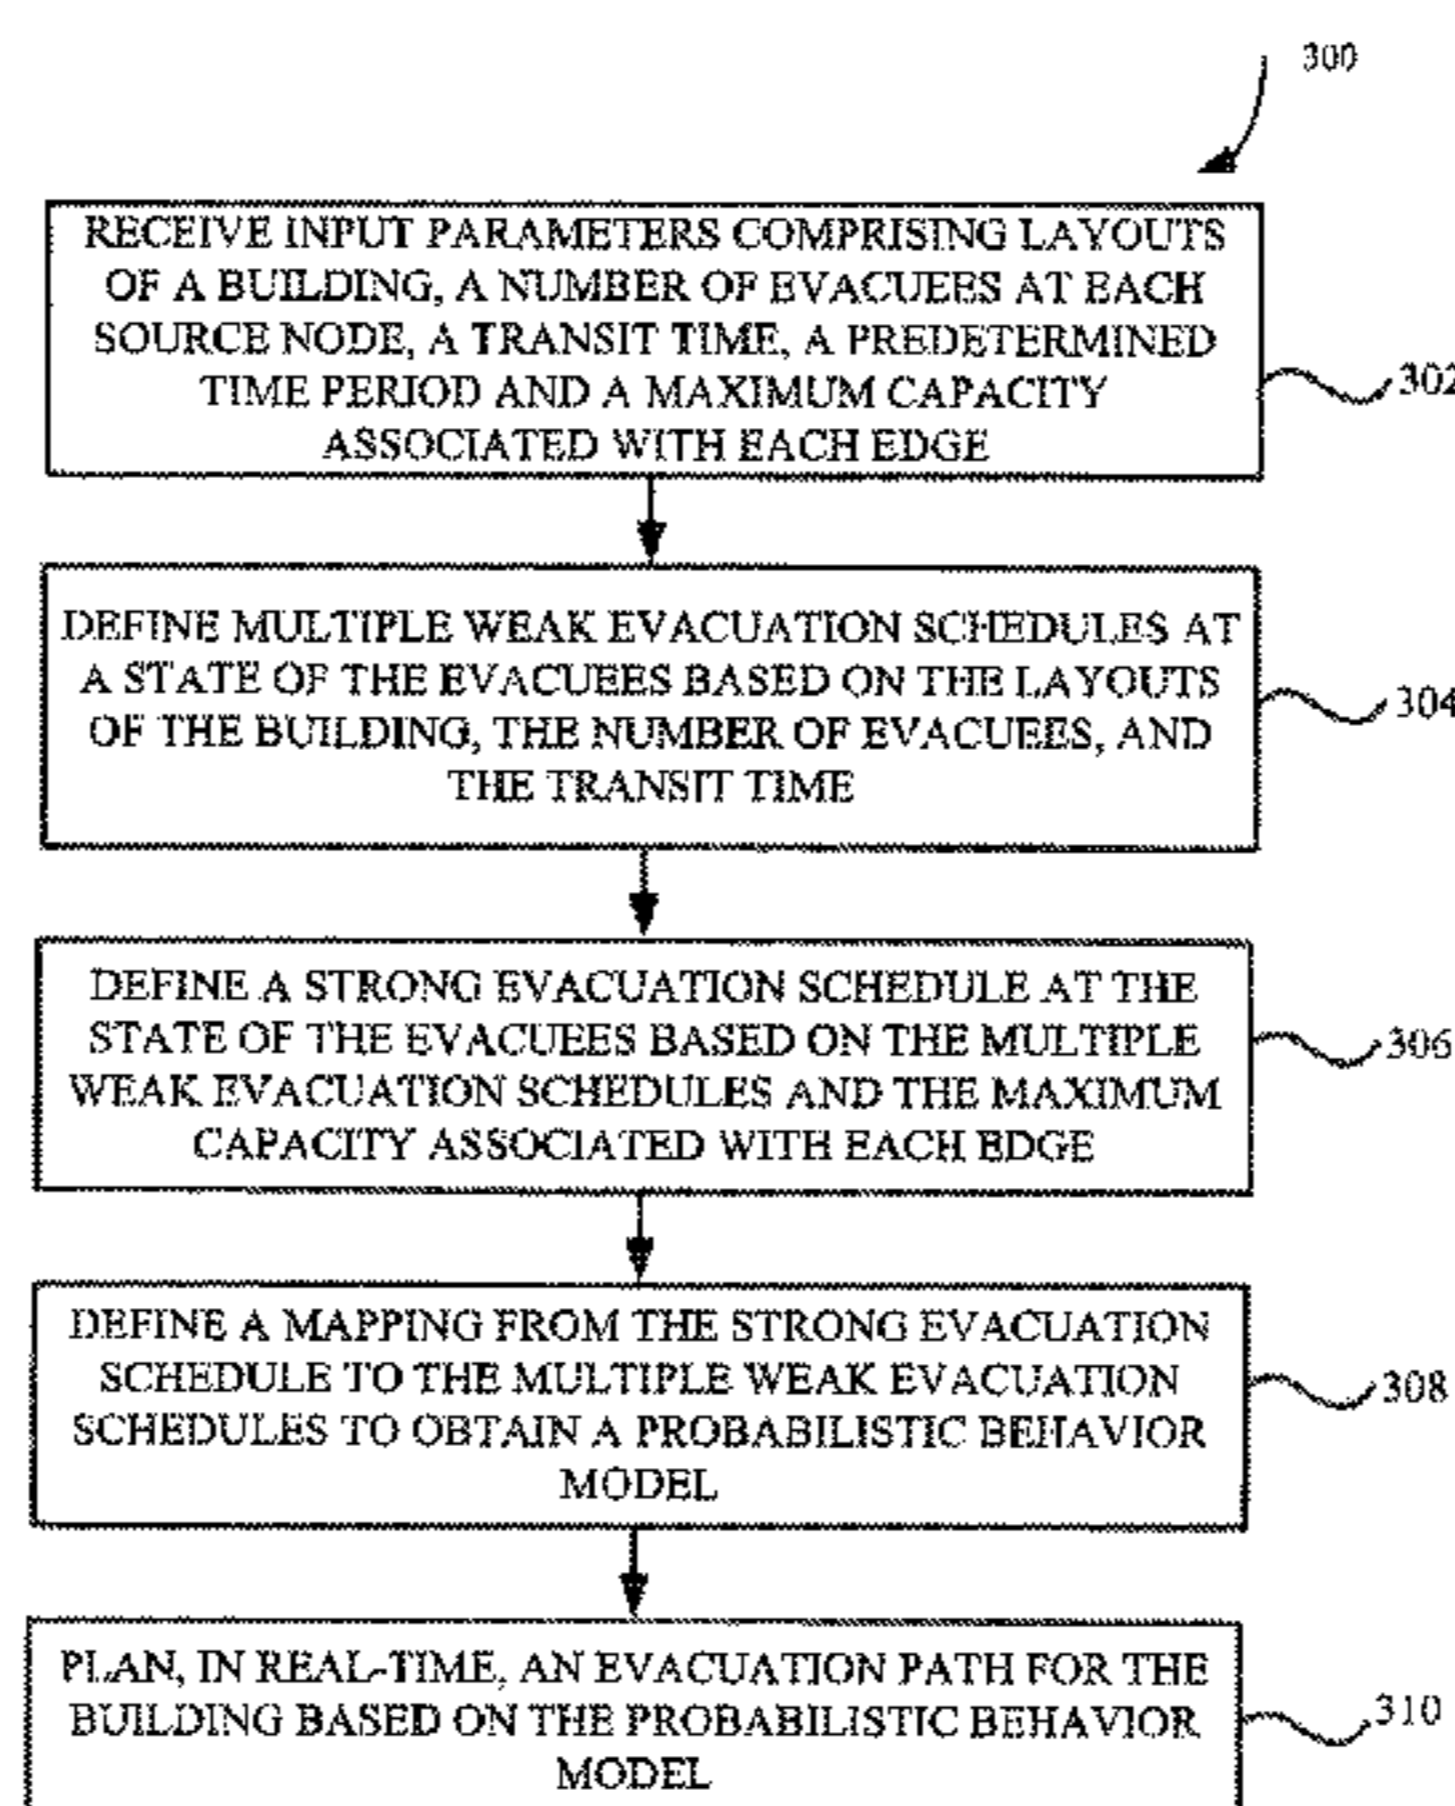 300
RECEIVE INPUT PARAMETERS COMPRISING LAYOUTS
OF A BUILDING, A NUMBER OF EVACUEES AT EACH
SOURCE NODE, A TRANSIT TIME, A PREDETERMINED
TIME PERIOD AND A MAXIMUM CAPACITY
ASSOCIATED WITH EACH EDGE
302
DEFINE MULTIPLE WEAK EVACUATION SCHEDULES AT
A STATE OF THE EVACUEES BASED ON THE LAYOUTS
OF THE BUILDING, THE NUMBER OF EVACUEES, AND
THE TRANSIT TIME
304
DEFINE A STRONG EVACUATION SCHEDULE AT THE
STATE OF THE EVACUEES BASED ON THE MULTIPLE
WEAK EVACUATION SCHEDULES AND THE MAXIMUM
CAPACITY ASSOCIATED WITH EACH EDGE
306
DEFINE A MAPPING FROM THE STRONG EVACUATION
SCHEDULE TO THE MULTIPLE WEAK EVACUATION
SCHEDULES TO OBTAIN A PROBABILISTIC BEHAVIOR
MODEL
308
PLAN, IN REAL-TIME, AN EVACUATION PATH FOR THE
BUILDING BASED ON THE PROBABILISTIC BEHAVIOR
MODEL
310